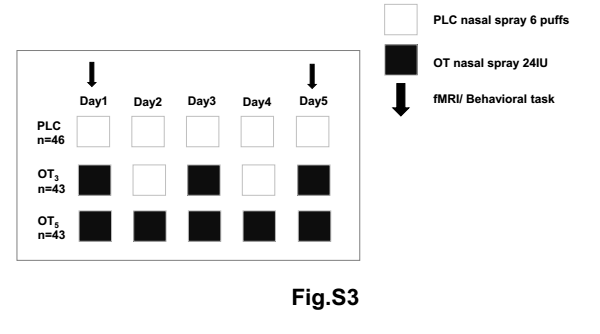 PLC nasal spray 6 puffs
OT nasal spray 24IU
fMRI/ Behavioral task
Day1 Day2 Day3 Day4 Day5
PLC
n=46
OT3
n=43
OT5
n=43
Fig.S3